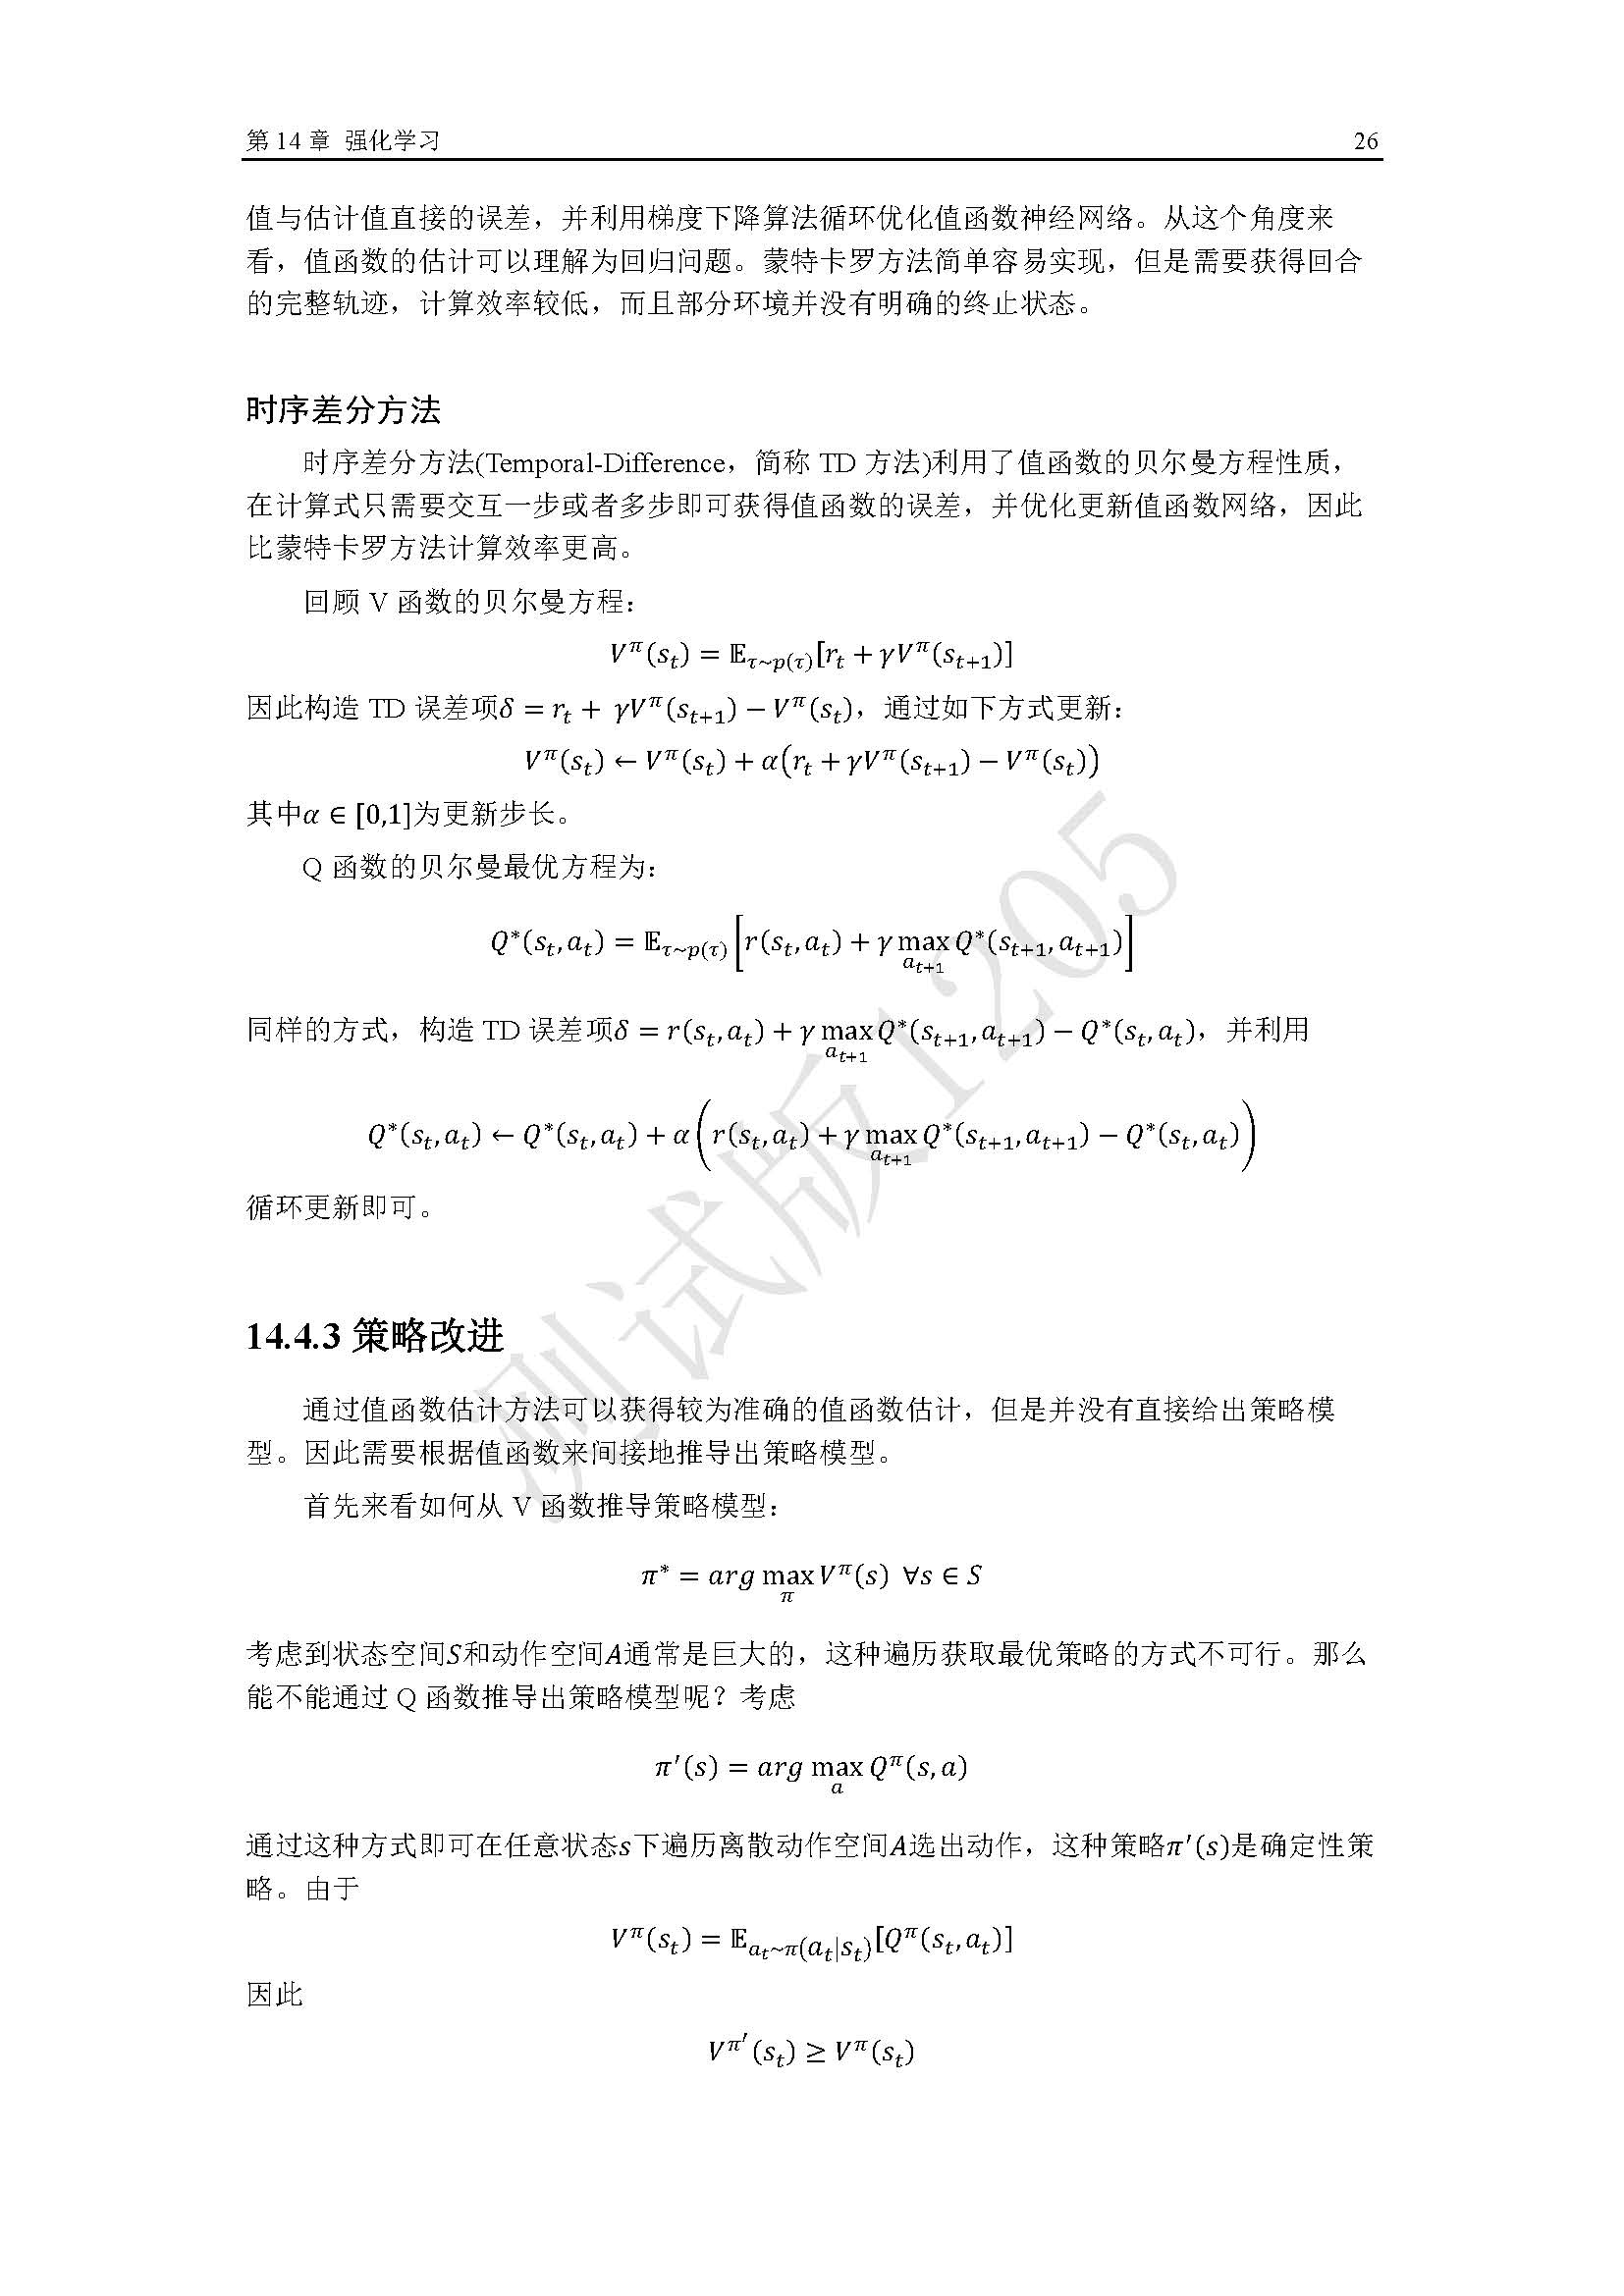 第 14 章 强化学习 26
值与估计值直接的误差，并利用梯度下降算法循环优化值函数神经网络。从这个角度来
看，值函数的估计可以理解为回归问题。蒙特卡罗方法简单容易实现，但是需要获得回合
的完整轨迹，计算效率较低，而且部分环境并没有明确的终止状态。
时序差分方法
时序差分方法(Temporal-Difference，简称 TD 方法)利用了值函数的贝尔曼方程性质，
在计算式只需要交互一步或者多步即可获得值函数的误差，并优化更新值函数网络，因此
比蒙特卡罗方法计算效率更高。
回顾 V 函数的贝尔曼方程：
$V^{\pi}(s_t) = \mathbb{E}_{\tau \sim p(\tau)}[r_t + \gamma V^{\pi}(s_{t+1})]$
因此构造 TD 误差项$\delta = r_t + \gamma V^{\pi}(s_{t+1}) - V^{\pi}(s_t)$，通过如下方式更新：
$V^{\pi}(s_t) \leftarrow V^{\pi}(s_t) + \alpha(r_t + \gamma V^{\pi}(s_{t+1}) - V^{\pi}(s_t))$
其中$\alpha \in [0,1]$为更新步长。
Q 函数的贝尔曼最优方程为：
$Q^*(s_t, a_t) = \mathbb{E}_{\tau \sim p(\tau)}\left[r(s_t, a_t) + \gamma \max_{a_{t+1}} Q^*(s_{t+1}, a_{t+1})\right]$
同样的方式，构造 TD 误差项$\delta = r(s_t, a_t) + \gamma \max_{a_{t+1}} Q^*(s_{t+1}, a_{t+1}) - Q^*(s_t, a_t)$，并利用
$Q^*(s_t, a_t) \leftarrow Q^*(s_t, a_t) + \alpha\left(r(s_t, a_t) + \gamma \max_{a_{t+1}} Q^*(s_{t+1}, a_{t+1}) - Q^*(s_t, a_t)\right)$
循环更新即可。
14.4.3 策略改进
通过值函数估计方法可以获得较为准确的值函数估计，但是并没有直接给出策略模
型。因此需要根据值函数来间接地推导出策略模型。
首先来看如何从 V 函数推导策略模型：
$\pi^* = arg \max_{\pi} V^{\pi}(s) \ \forall s \in S$
考虑到状态空间$S$和动作空间$A$通常是巨大的，这种遍历获取最优策略的方式不可行。那么
能不能通过 Q 函数推导出策略模型呢？考虑
$\pi'(s) = arg \max_{a} Q^{\pi}(s, a)$
通过这种方式即可在任意状态$s$下遍历离散动作空间$A$选出动作，这种策略$\pi'(s)$是确定性策
略。由于
$V^{\pi}(s_t) = \mathbb{E}_{a_t \sim \pi(a_t|s_t)}[Q^{\pi}(s_t, a_t)]$
因此
$V^{\pi'}(s_t) \geq V^{\pi}(s_t)$
测试版1205